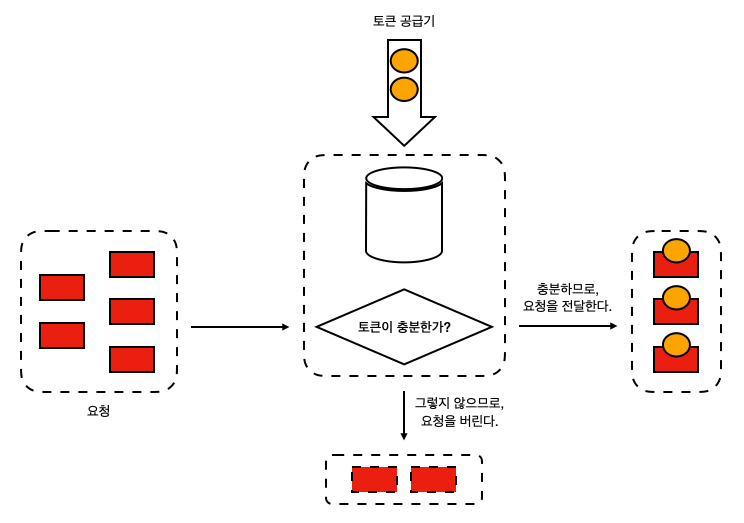 토큰 공급기
토큰이 충분한가?
충분하므로,
요청을 전달한다.
요청
그렇지 않으므로,
요청을 버린다.